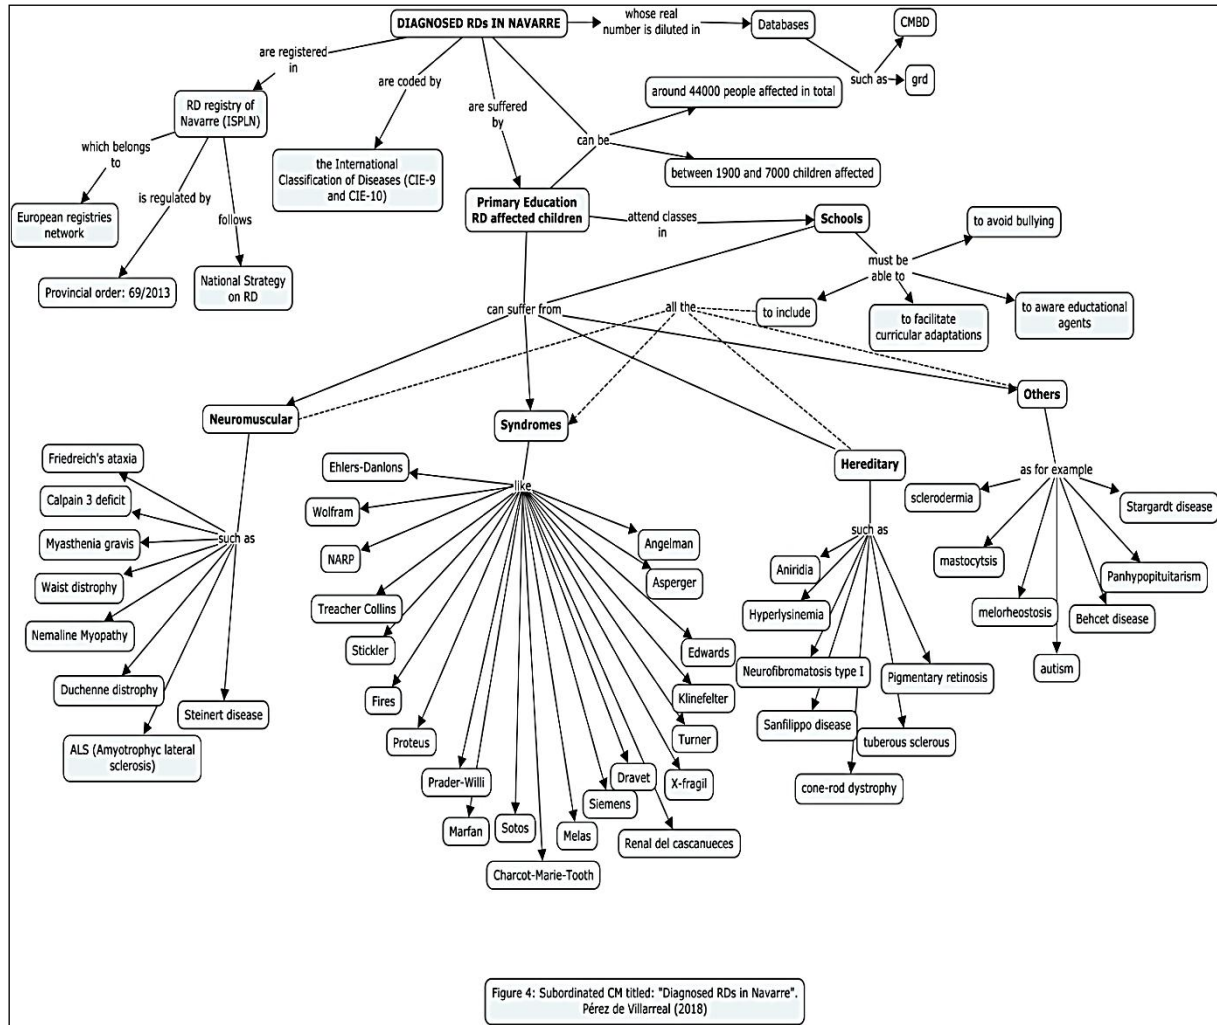 DIAGNOSED RDs IN NAVARRE
whose real
number is diluted in
Databases
CMBD
such as
grd
are registered
in
are coded by
are suffered
by
can be
around 44000 people affected in total
between 1900 and 7000 children affected
RD registry of
Navarre (ISPLN)
which belongs
to
is regulated by
follows
European registries
network
Provincial order: 69/2013
National Strategy
on RD
the International
Classification of Diseases (CIE-9
and CIE-10)
Primary Education
RD affected children
attend classes
in
Schools
must be
able to
to avoid bullying
to include
to facilitate
curricular adaptations
to aware eductational
agents
can suffer from
all the
Neuromuscular
Syndromes
Hereditary
Others
such as
Friedreich's ataxia
Calpain 3 deficit
Myasthenia gravis
Waist distrophy
Nemaline Myopathy
Duchenne distrophy
ALS (Amyotrophyc lateral
sclerosis)
Steinert disease
like
Ehlers-Danlons
Wolfram
NARP
Treacher Collins
Stickler
Fires
Proteus
Prader-Willi
Marfan
Sotos
Charcot-Marie-Tooth
Melas
Siemens
Dravet
Renal del cascanueces
X-fragil
Turner
Klinefelter
Edwards
Asperger
Angelman
such as
Aniridia
Hyperlysinemia
Neurofibromatosis type I
Sanfilippo disease
cone-rod dystrophy
tuberous sclerous
Pigmentary retinosis
as for example
scleroderma
mastocytsis
melorheostosis
autism
Behcet disease
Panhypopituitarism
Stargardt disease
Figure 4: Subordinated CM titled: "Diagnosed RDs in Navarre".
Pérez de Villarreal (2018)